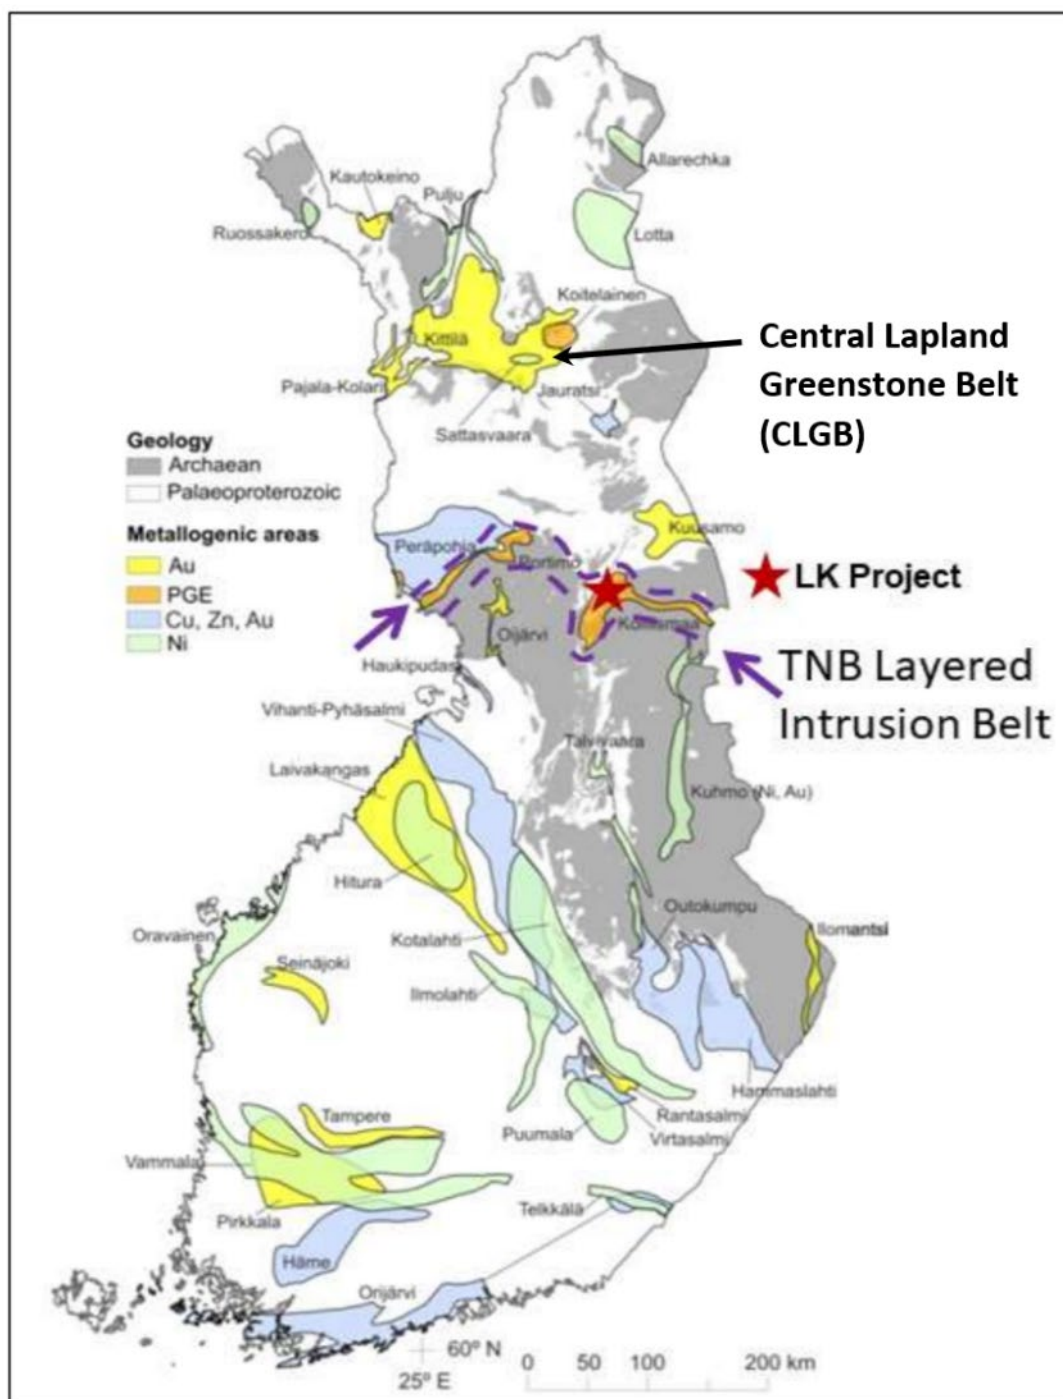 Allarechka
Kautokeino
Pulju
Ruossakero
Lotta
Koitelainen
Kittilä
Central Lapland
Greenstone Belt
(CLGB)
Pajala-Kolari
Jauratsi
Sattasvaara
Geology
Archaean
Palaeoproterozoic
Metallogenic areas
Au
PGE
Cu, Zn, Au
Ni
Kuusamo
Peräpohja
Portimo
LK Project
Koillismaa
Oijärvi
Haukipudas
TNB Layered
Intrusion Belt
Vihanti-Pyhäsalmi
Talvivaara
Laivakangas
Kuhmo (Ni, Au)
Hitura
Outokumpu
Oravainen
Kotalahti
Ilomantsi
Seinäjoki
Ilmolahti
Hammaslahti
Tampere
Rantasalmi
Puumala
Virtasalmi
Vammala
Telkkälä
Pirkkala
Häme
Orijärvi
60º N
25º E
0 50 100 200 km